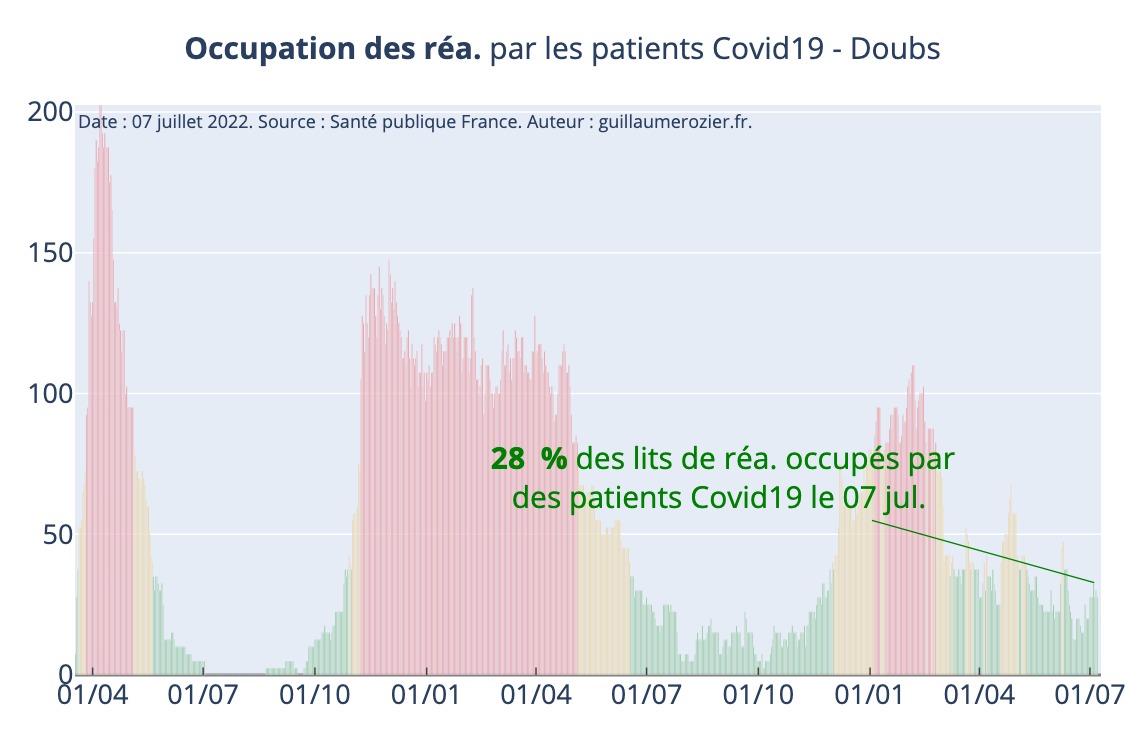 Occupation des réa. par les patients Covid19 - Doubs
200
Date : 07 juillet 2022. Source : Santé publique France. Auteur : guillaumerozier.fr.
150
100
28 % des lits de réa. occupés par
des patients Covid19 le 07 jul.
50
0
01/04 01/07 01/10 01/01 01/04 01/07 01/10 01/01 01/04 01/07